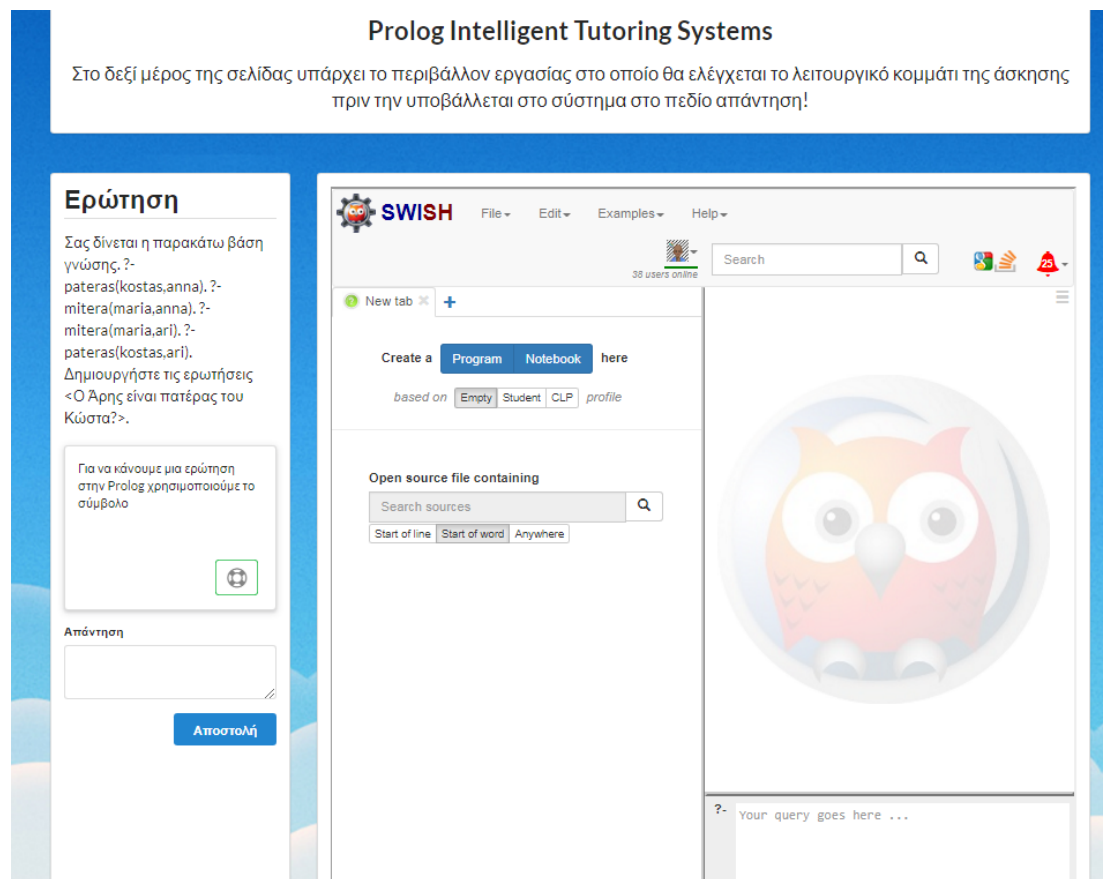 Prolog Intelligent Tutoring Systems
Στο δεξί μέρος της σελίδας υπάρχει το περιβάλλον εργασίας στο οποίο θα ελέγχεται το λειτουργικό κομμάτι της άσκησης
πριν την υποβάλλεται στο σύστημα στο πεδίο απάντηση!
Ερώτηση
Σας δίνεται η παρακάτω βάση
γνώσης. ?-
pateras(kostas,anna). ?-
mitera(maria,anna). ?-
mitera(maria,ari). ?-
pateras(kostas,ari).
Δημιουργήστε τις ερωτήσεις
<Ο Άρης είναι πατέρας του
Κώστα?>.
Για να κάνουμε μια ερώτηση
στην Prolog χρησιμοποιούμε το
σύμβολο
Απάντηση
Αποστολή
SWISH File Edit Examples Help
38 users online
Search
25
New tab
Create a Program Notebook here
based on Empty Student CLP profile
Open source file containing
Search sources
Start of line Start of word Anywhere
?- Your query goes here ...